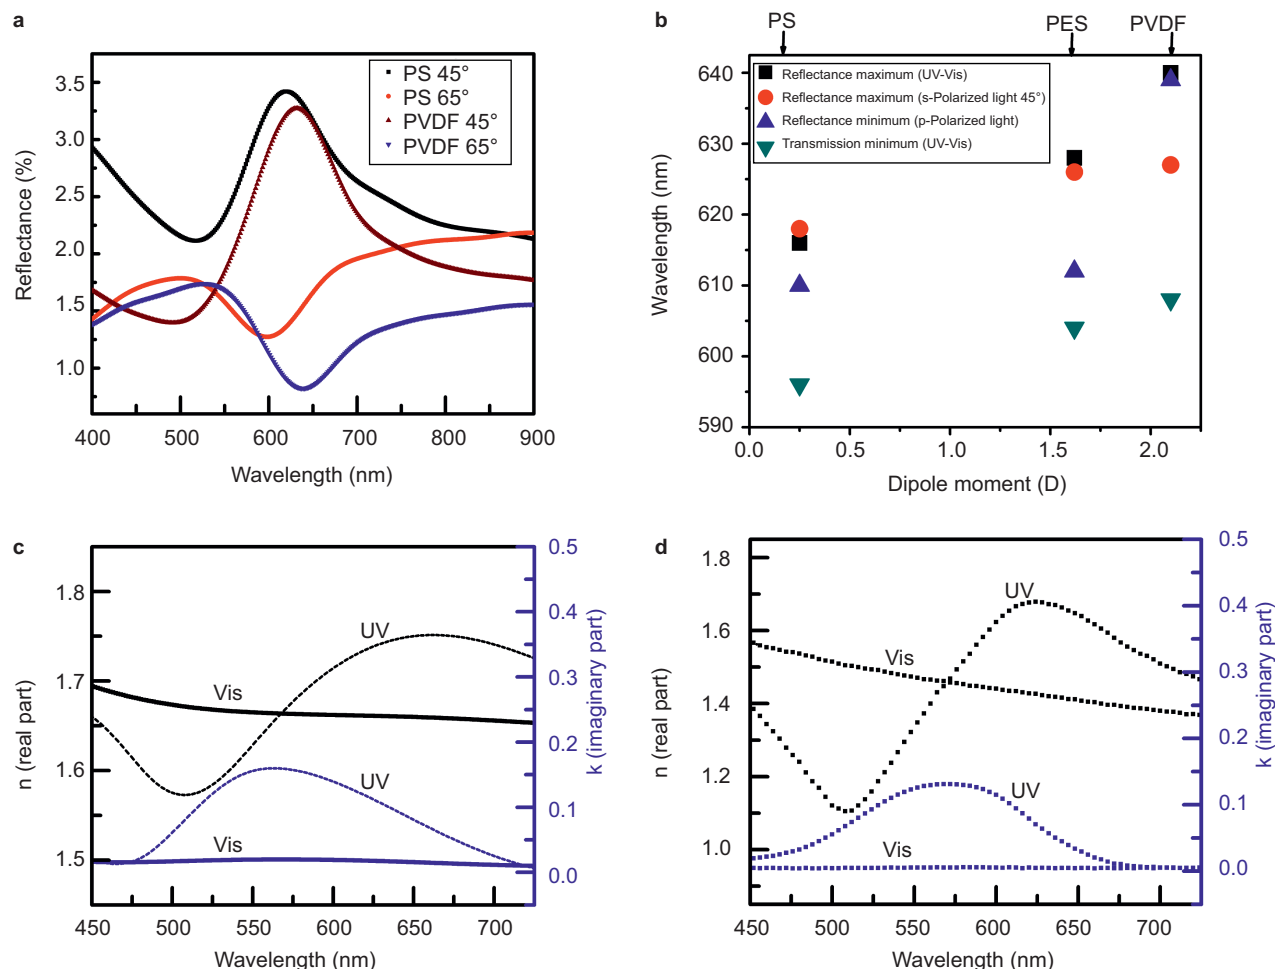 a
3.5
3.0
2.5
2.0
1.5
1.0
Reflectance (%)
PS 45°
PS 65°
PVDF 45°
PVDF 65°
400 500 600 700 800 900
Wavelength (nm)
b
PS PES PVDF
640
628
620
610
600
590
Wavelength (nm)
Reflectance maximum (UV-Vis)
Reflectance maximum (s-Polarized light 45°)
Reflectance minimum (p-Polarized light)
Transmission minimum (UV-Vis)
0.0 0.5 1.0 1.5 2.0
Dipole moment (D)
c
1.8
1.7
1.6
1.5
n (real part)
UV
Vis
UV
Vis
0.5
0.4
0.3
0.2
0.1
0.0
k (imaginary part)
450 500 550 600 650 700
Wavelength (nm)
d
1.8
1.6
1.4
1.2
1.0
n (real part)
UV
Vis
UV
Vis
0.5
0.4
0.3
0.2
0.1
0.0
k (imaginary part)
450 500 550 600 650 700
Wavelength (nm)